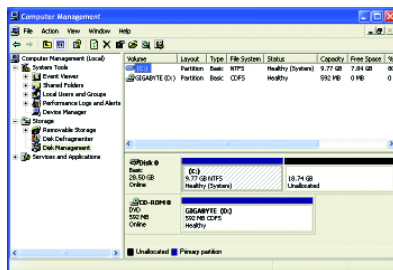 Computer Management
File Action View Window Help
Computer Management (Local)
System Tools
Event Viewer
Shared Folders
Local Users and Groups
Performance Logs and Alerts
Device Manager
Storage
Removable Storage
Disk Defragmenter
Disk Management
Services and Applications
Volume Layout Type File System Status Capacity Free Space %
(C:) Partition Basic NTFS Healthy (System) 9.77 GB 7.84 GB
GIGABYTE (D:) Partition Basic CDFS Healthy 592 MB 0 MB 0
Disk 0
Basic
28.50 GB
Online
(C:)
9.77 GB NTFS
Healthy (System)
18.74 GB
Unallocated
CD-ROM 0
DVD
592 MB
Online
GIGABYTE (D:)
592 MB CDFS
Healthy
Unallocated Primary partition